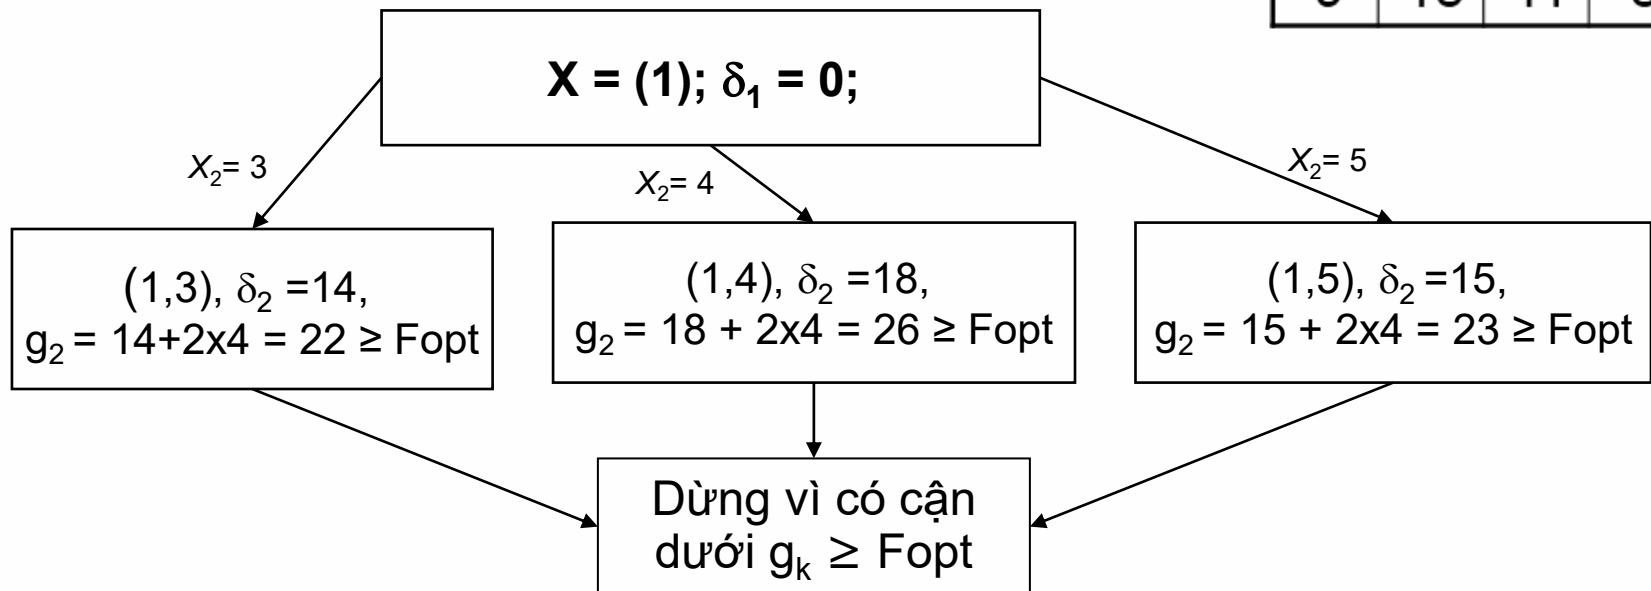 X = (1); δ₁ = 0;
X₂= 3
X₂= 4
X₂= 5
(1,3), δ₂ =14,
g₂ = 14+2x4 = 22 ≥ Fopt
(1,4), δ₂ =18,
g₂ = 18 + 2x4 = 26 ≥ Fopt
(1,5), δ₂ =15,
g₂ = 15 + 2x4 = 23 ≥ Fopt
Dừng vì có cận
dưới gₖ ≥ Fopt